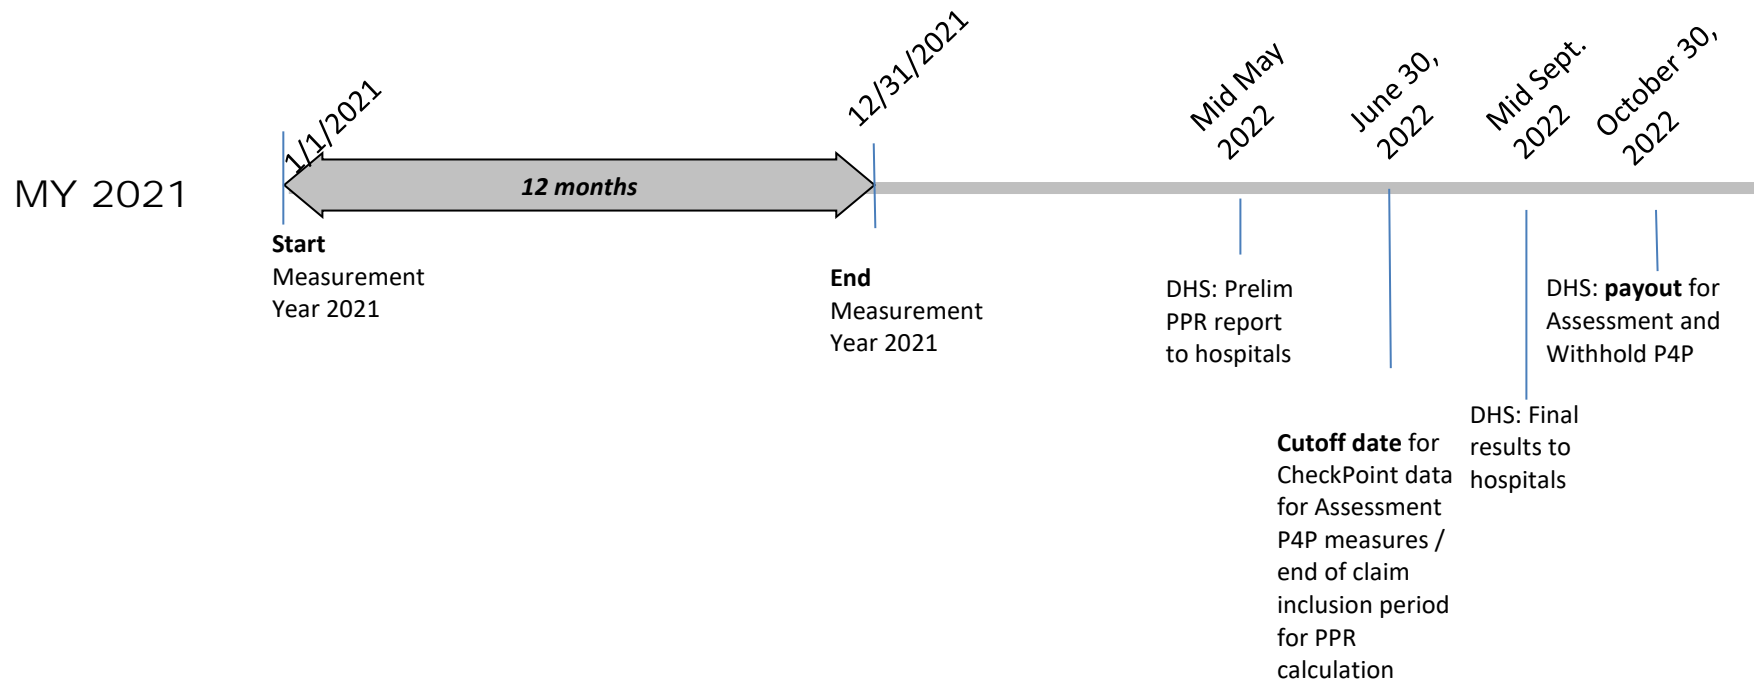 1/1/2021
12/31/2021
Mid May
2022
June 30,
2022
Mid Sept.
2022
October 30,
2022
MY 2021
12 months
Start
Measurement
Year 2021
End
Measurement
Year 2021
DHS: Prelim
PPR report
to hospitals
Cutoff date for
CheckPoint data
for Assessment
P4P measures /
end of claim
inclusion period
for PPR
calculation
DHS: Final
results to
hospitals
DHS: payout for
Assessment and
Withhold P4P